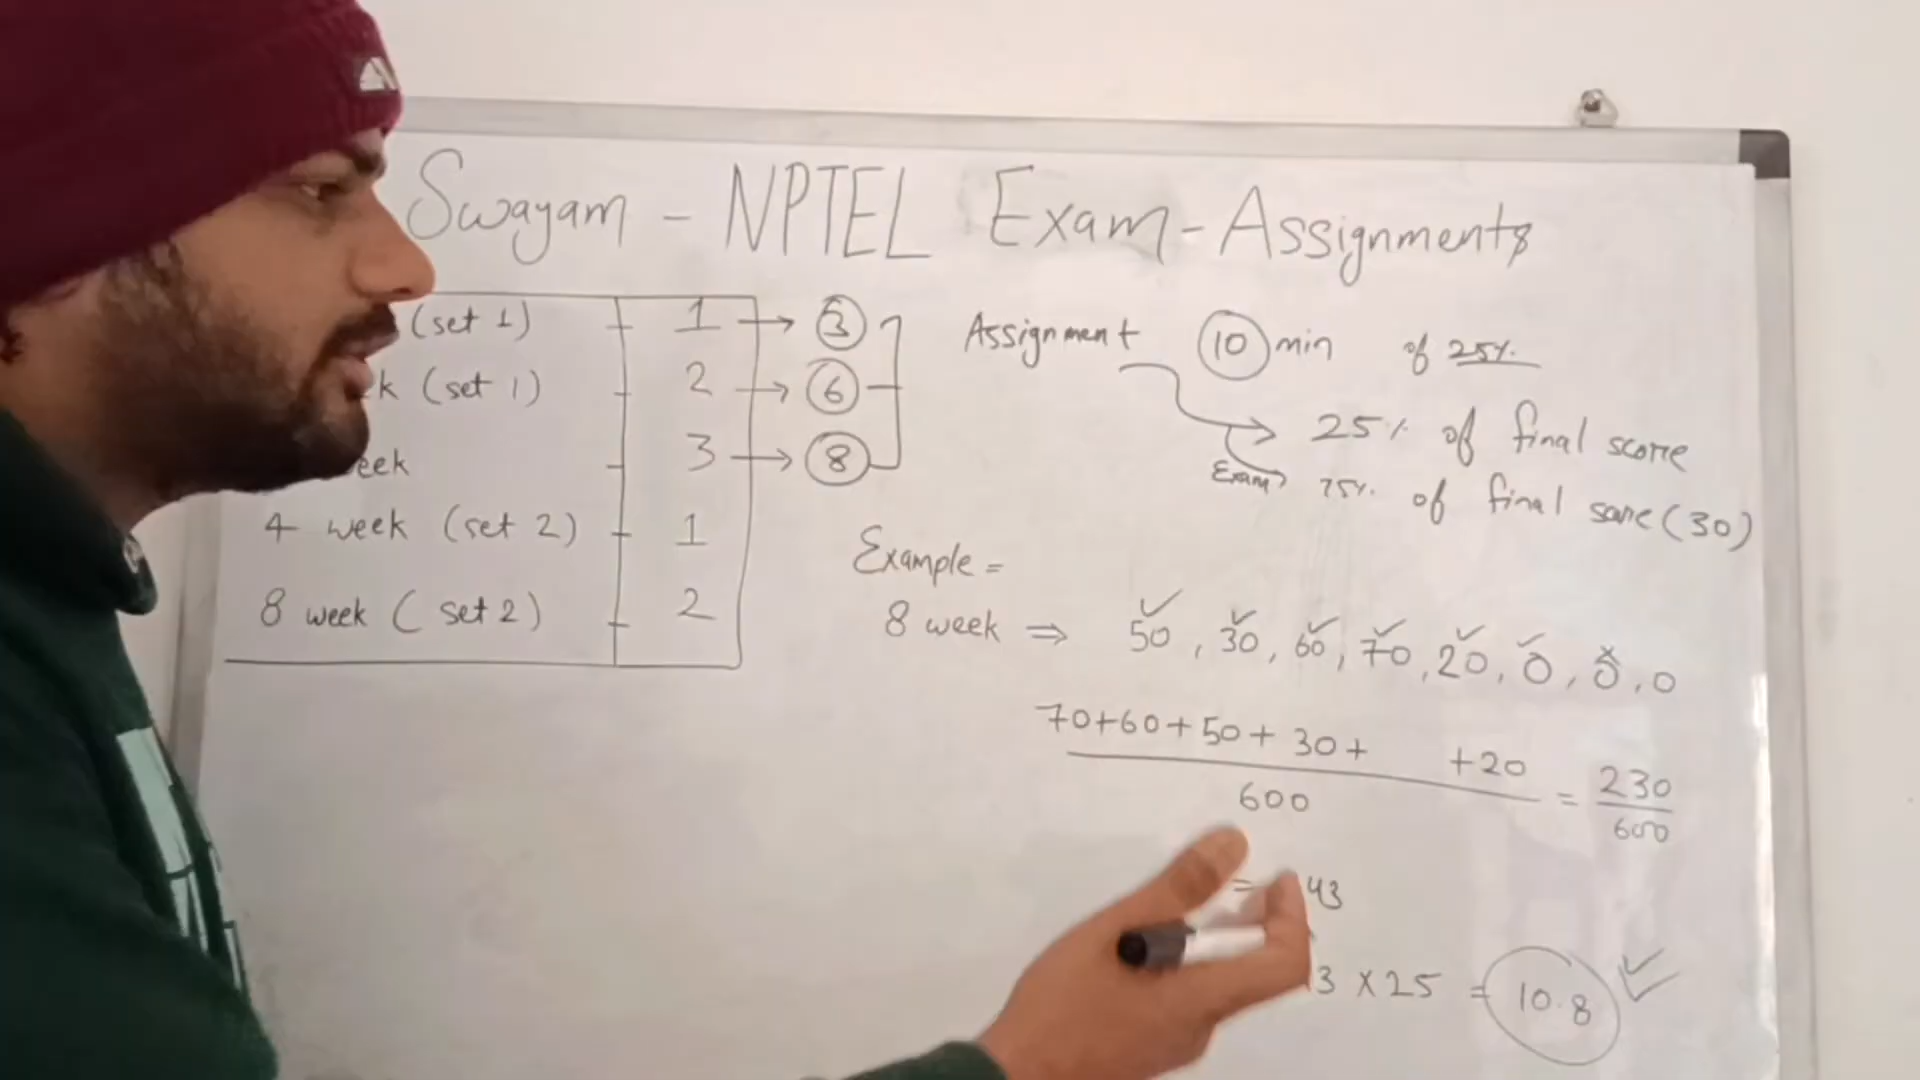 Swayam - NPTEL Exam - Assignments
(set 1) - 1 → 3
k (set 1) - 2 → 6
eek - 3 → 8
4 week (set 2) - 1
8 week (set 2) - 2
Assignment 10 min of 25%
25% of final score
Exam 75% of final score (30)
Example =
8 week ⇒ 50, 30, 60, 70, 20, 0, 0, 0
70+60+50+30+ +20 = 230
600 600
= 43
3 × 25 = 10.8